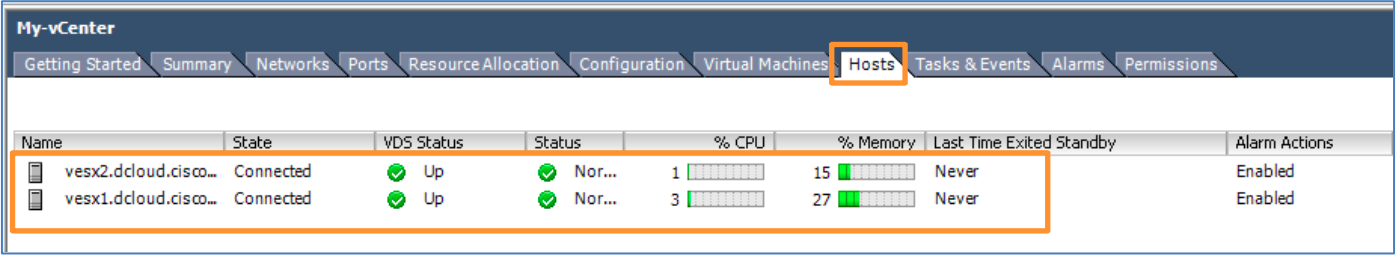 My-vCenter
Getting Started Summary Networks Ports Resource Allocation Configuration Virtual Machines Hosts Tasks & Events Alarms Permissions
Name State VDS Status Status % CPU % Memory Last Time Exited Standby Alarm Actions
vesx2.dcloud.cisco... Connected Up Nor... 1 15 Never Enabled
vesx1.dcloud.cisco... Connected Up Nor... 3 27 Never Enabled